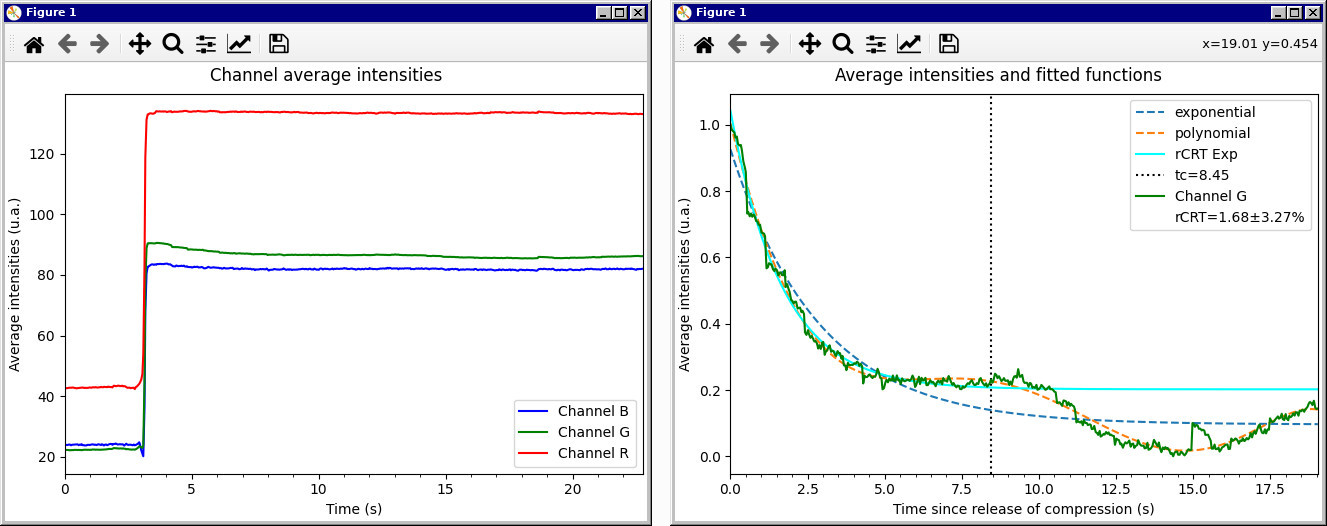 Figure 1
Channel average intensities
Average intensities (u.a.)
120
100
80
60
40
20
0
5
10
15
20
Time (s)
Channel B
Channel G
Channel R
Figure 1
x=19.01 y=0.454
Average intensities and fitted functions
Average intensities (u.a.)
1.0
0.8
0.6
0.4
0.2
0.0
0.0
2.5
5.0
7.5
10.0
12.5
15.0
17.5
Time since release of compression (s)
exponential
polynomial
rCRT Exp
tc=8.45
Channel G
rCRT=1.68±3.27%